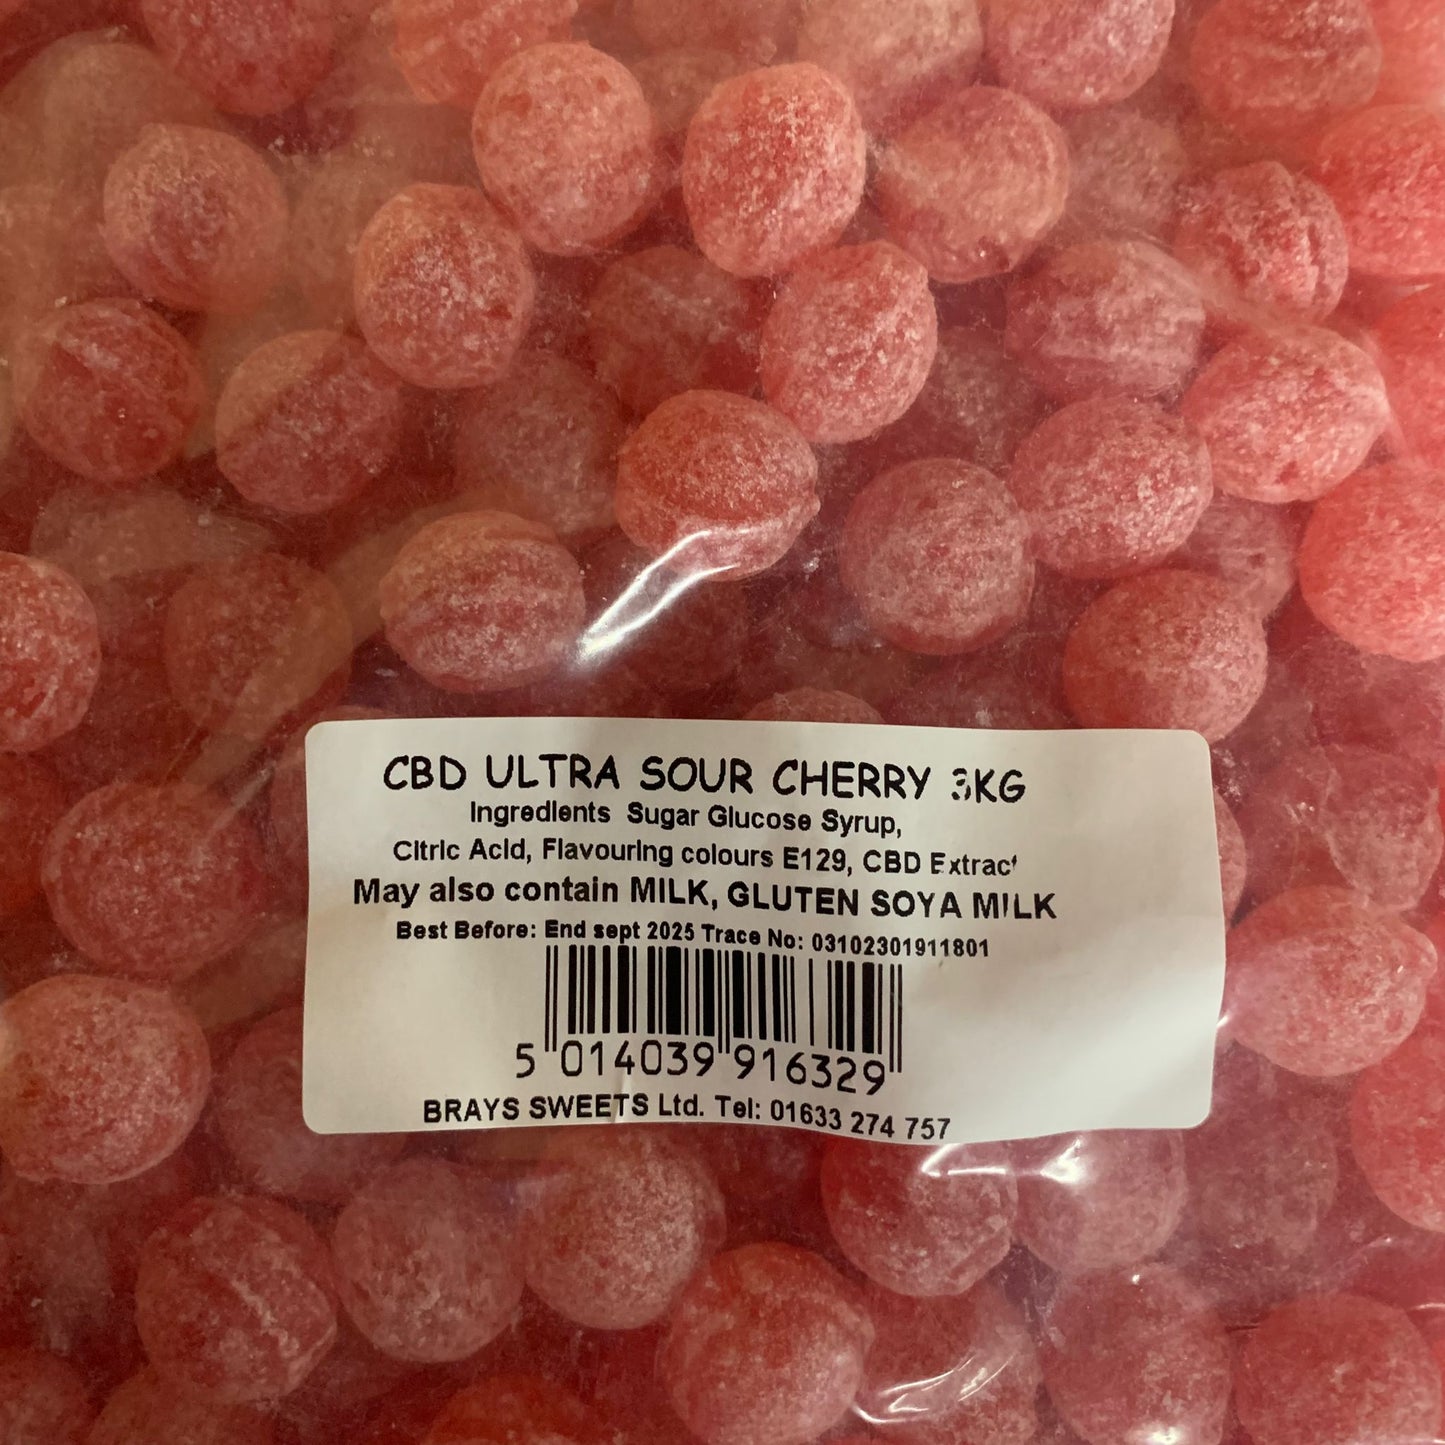 CBD ULTRA SOUR CHERRY 3KG
Ingredients Sugar Glucose Syrup,
Citric Acid, Flavouring colours E129, CBD Extract
May also contain MILK, GLUTEN SOYA MILK
Best Before: End sept 2025 Trace No: 03102301911801
5 014039 916329
BRAYS SWEETS Ltd. Tel: 01633 274 757